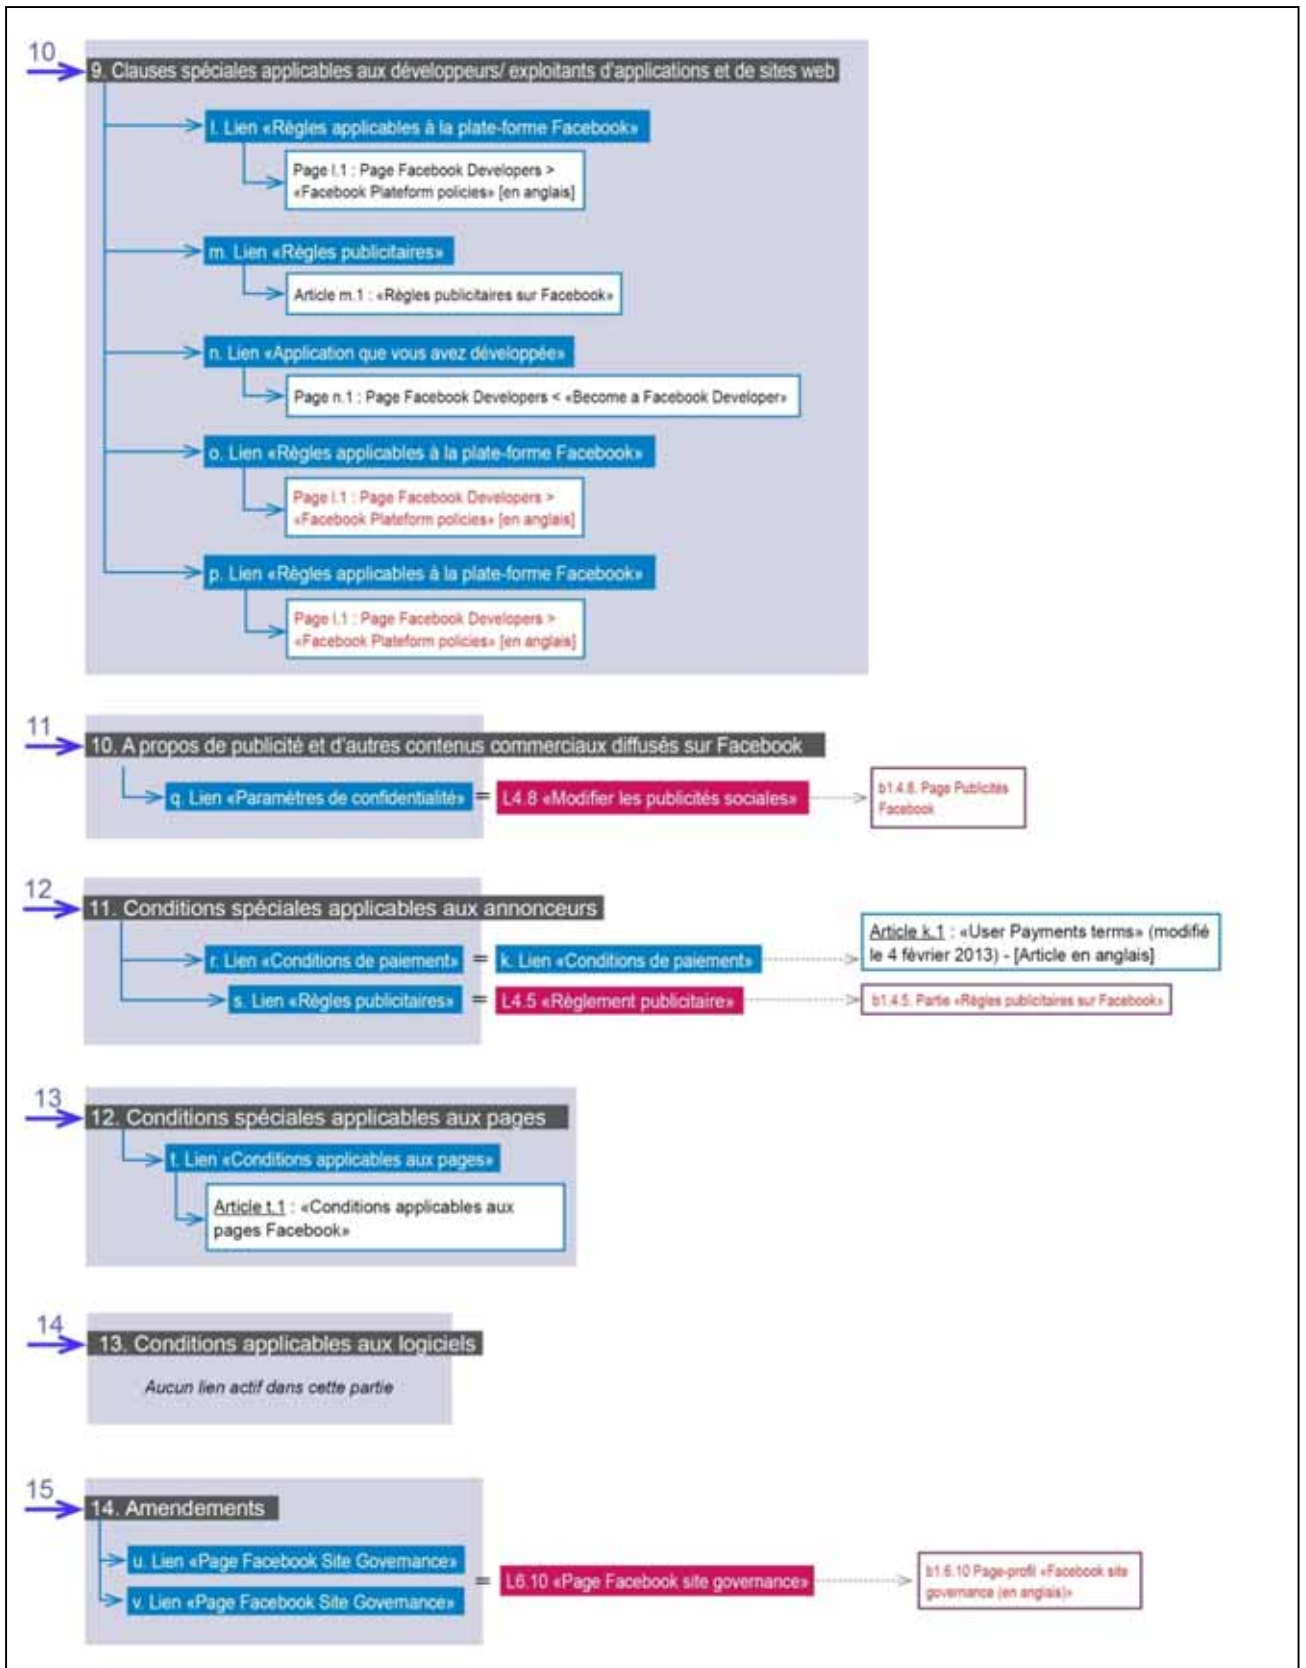 10
9. Clauses spéciales applicables aux développeurs/ exploitants d'applications et de sites web
l. Lien «Règles applicables à la plate-forme Facebook»
Page l.1 : Page Facebook Developers >
«Facebook Plateform policies» [en anglais]
m. Lien «Règles publicitaires»
Article m.1 : «Règles publicitaires sur Facebook»
n. Lien «Application que vous avez développée»
Page n.1 : Page Facebook Developers < «Become a Facebook Developer»
o. Lien «Règles applicables à la plate-forme Facebook»
Page l.1 : Page Facebook Developers >
«Facebook Plateform policies» [en anglais]
p. Lien «Règles applicables à la plate-forme Facebook»
Page l.1 : Page Facebook Developers >
«Facebook Plateform policies» [en anglais]
11
10. A propos de publicité et d'autres contenus commerciaux diffusés sur Facebook
q. Lien «Paramètres de confidentialité» = L4.8 «Modifier les publicités sociales»
b1.4.8. Page Publicités
Facebook
12
11. Conditions spéciales applicables aux annonceurs
r. Lien «Conditions de paiement» = k. Lien «Conditions de paiement»
Article k.1 : «User Payments terms» (modifié
le 4 février 2013) - [Article en anglais]
s. Lien «Règles publicitaires» = L4.5 «Règlement publicitaire»
b1.4.5. Partie «Règles publicitaires sur Facebook»
13
12. Conditions spéciales applicables aux pages
t. Lien «Conditions applicables aux pages»
Article t.1 : «Conditions applicables aux
pages Facebook»
14
13. Conditions applicables aux logiciels
Aucun lien actif dans cette partie
15
14. Amendements
u. Lien «Page Facebook Site Governance»
v. Lien «Page Facebook Site Governance»
= L6.10 «Page Facebook site governance»
b1.6.10 Page-profil «Facebook site
governance (en anglais)»